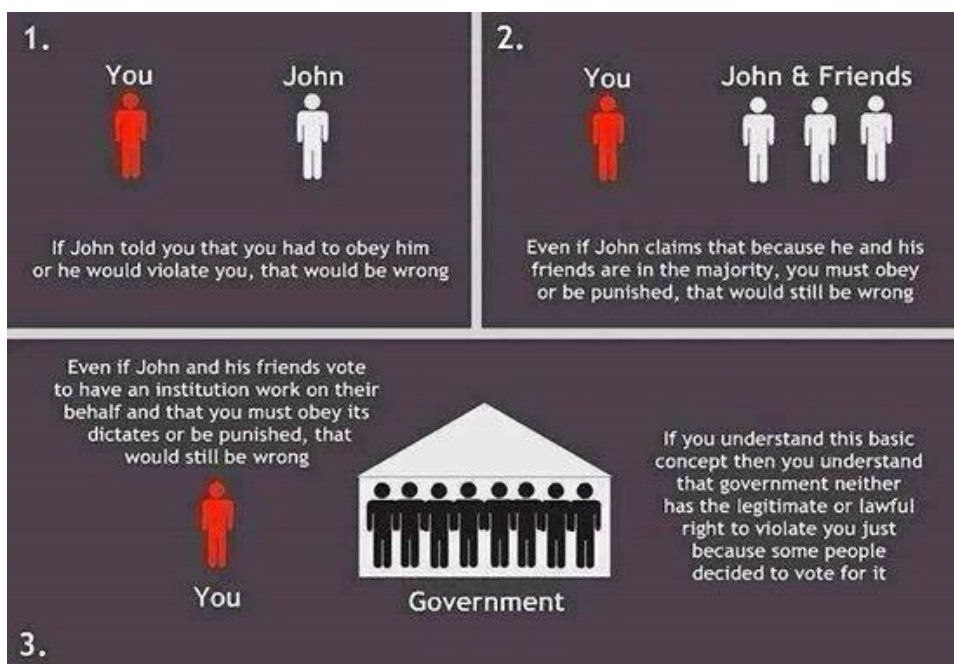 1.
You
John
If John told you that you had to obey him
or he would violate you, that would be wrong
2.
You
John & Friends
Even if John claims that because he and his
friends are in the majority, you must obey
or be punished, that would still be wrong
Even if John and his friends vote
to have an institution work on their
behalf and that you must obey its
dictates or be punished, that
would still be wrong
You
Government
If you understand this basic
concept then you understand
that government neither
has the legitimate or lawful
right to violate you just
because some people
decided to vote for it
3.